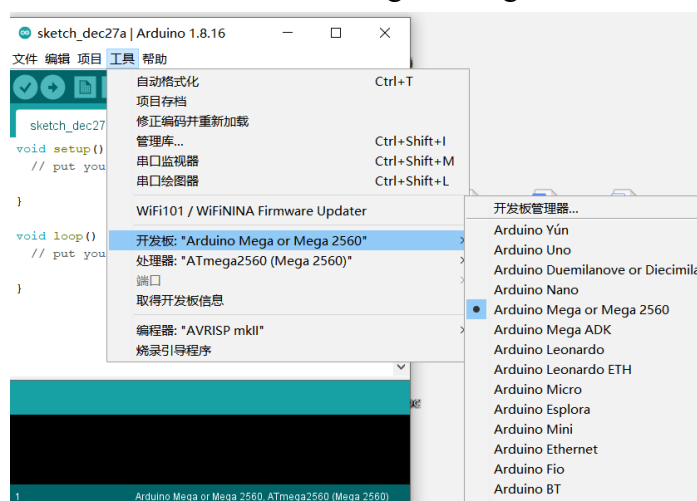 sketch_dec27a | Arduino 1.8.16
文件 编辑 项目 工具 帮助
自动格式化 Ctrl+T
项目存档
修正编码并重新加载
管理库... Ctrl+Shift+I
串口监视器 Ctrl+Shift+M
串口绘图器 Ctrl+Shift+L
WiFi101 / WiFiNINA Firmware Updater
开发板: "Arduino Mega or Mega 2560"
处理器: "ATmega2560 (Mega 2560)"
端口
取得开发板信息
编程器: "AVRISP mkII"
烧录引导程序
sketch_dec27
void setup()
// put you
}
void loop()
// put you
}
开发板管理器...
Arduino Yún
Arduino Uno
Arduino Duemilanove or Diecimila
Arduino Nano
Arduino Mega or Mega 2560
Arduino Mega ADK
Arduino Leonardo
Arduino Leonardo ETH
Arduino Micro
Arduino Esplora
Arduino Mini
Arduino Ethernet
Arduino Fio
Arduino BT
1 Arduino Mega or Mega 2560, ATmega2560 (Mega 2560)